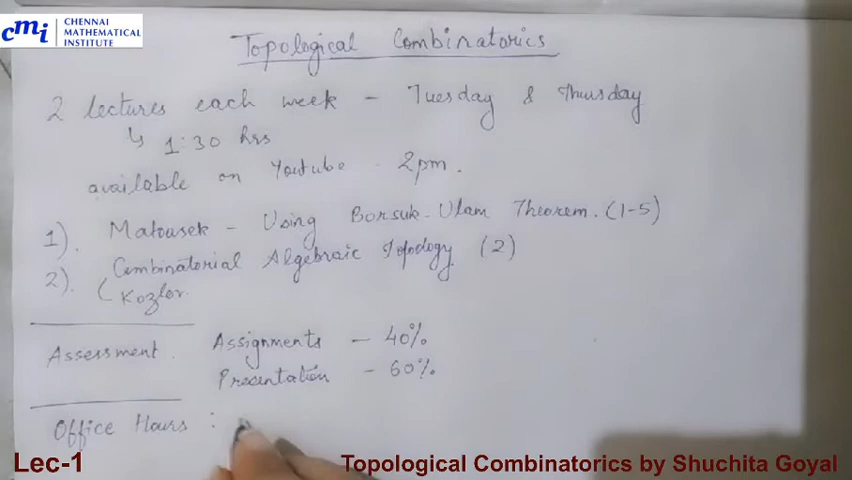 cmi CHENNAI
MATHEMATICAL
INSTITUTE
Topological Combinatorics
2 lectures each week - Tuesday & Thusday
↳ 1:30 hrs
available on Youtube - 2pm.
1). Matousek - Using Borsuk-Ulam Theorem. (1-5)
2). Combinatorial Algebraic Topology (2)
(Kozlov.
Assessment. Assignments - 40%
Presentation - 60%
Office Hours :
Lec-1 Topological Combinatorics by Shuchita Goyal